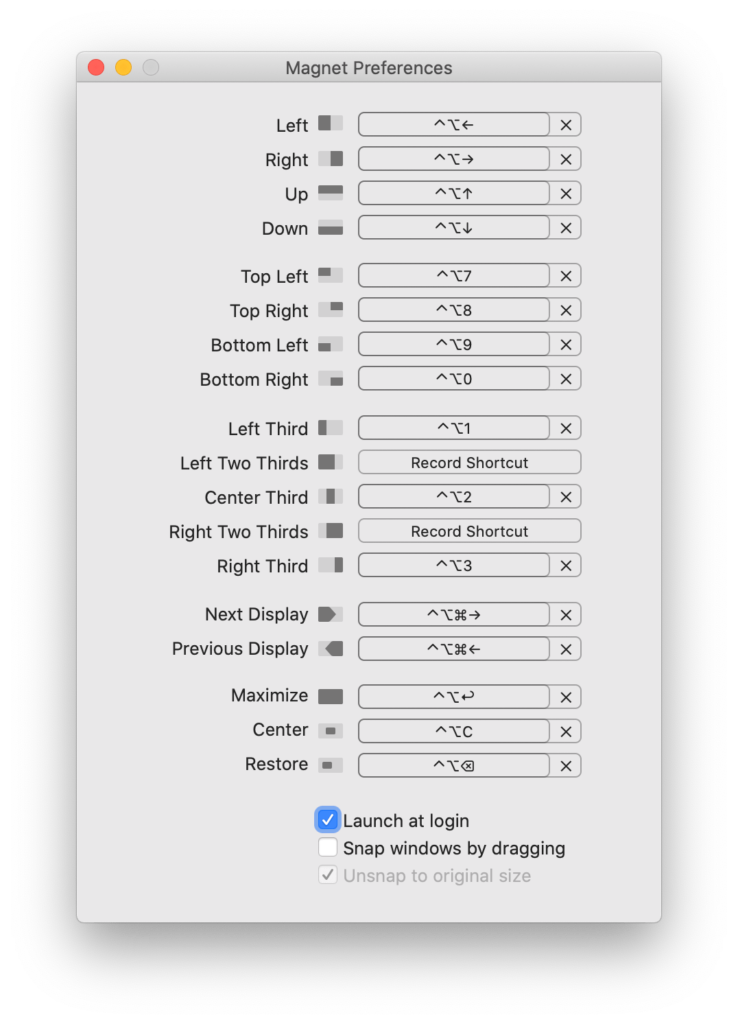 Magnet Preferences
Left ^⌥← ×
Right ^⌥→ ×
Up ^⌥↑ ×
Down ^⌥↓ ×
Top Left ^⌥7 ×
Top Right ^⌥8 ×
Bottom Left ^⌥9 ×
Bottom Right ^⌥0 ×
Left Third ^⌥1 ×
Left Two Thirds Record Shortcut
Center Third ^⌥2 ×
Right Two Thirds Record Shortcut
Right Third ^⌥3 ×
Next Display ^⌥⌘→ ×
Previous Display ^⌥⌘← ×
Maximize ^⌥↩ ×
Center ^⌥C ×
Restore ^⌥⌫ ×
Launch at login
Snap windows by dragging
Unsnap to original size